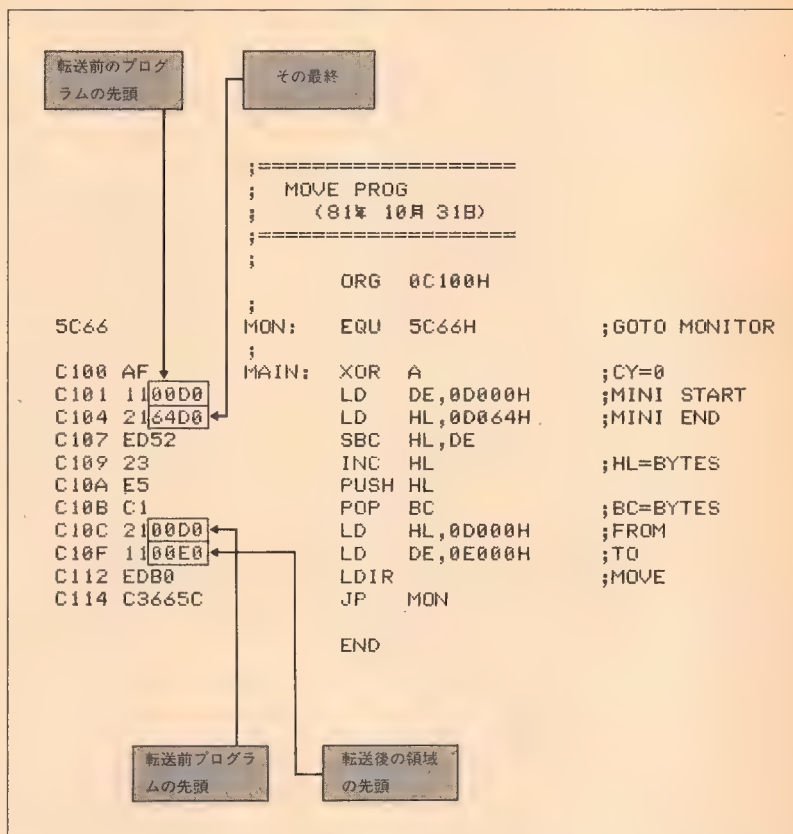 転送前のプログ
ラムの先頭
その最終
;=====================
;  MOVE PROG
;    (81年 10月 31日)
;=====================
;
ORG 0C100H
;
5C66 MON: EQU 5C66H ;GOTO MONITOR
;
C100 AF MAIN: XOR A ;CY=0
C101 1100D0 LD DE,0D000H ;MINI START
C104 2164D0 LD HL,0D064H ;MINI END
C107 ED52 SBC HL,DE
C109 23 INC HL ;HL=BYTES
C10A E5 PUSH HL
C10B C1 POP BC ;BC=BYTES
C10C 2100D0 LD HL,0D000H ;FROM
C10F 1100E0 LD DE,0E000H ;TO
C112 EDB0 LDIR ;MOVE
C114 C3665C JP MON
END
転送前プログラ
ムの先頭
転送後の領域
の先頭